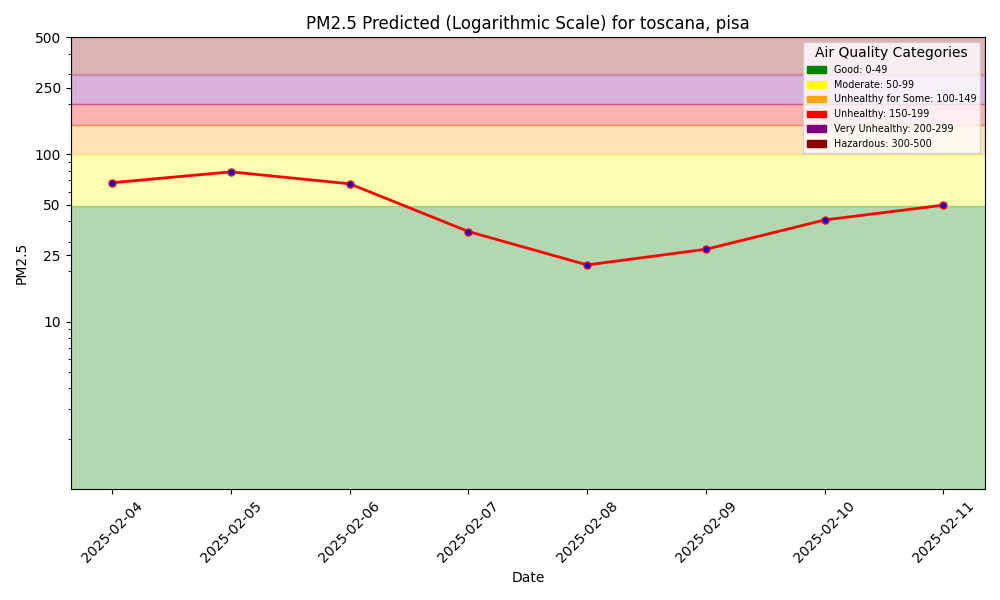 PM2.5 Predicted (Logarithmic Scale) for toscana, pisa
500
250
100
50
25
10
PM2.5
Air Quality Categories
Good: 0-49
Moderate: 50-99
Unhealthy for Some: 100-149
Unhealthy: 150-199
Very Unhealthy: 200-299
Hazardous: 300-500
2025-02-04
2025-02-05
2025-02-06
2025-02-07
2025-02-08
2025-02-09
2025-02-10
2025-02-11
Date